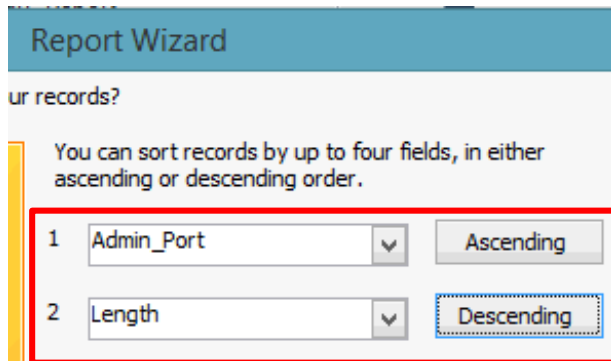 Report Wizard
ur records?
You can sort records by up to four fields, in either
ascending or descending order.
1 Admin_Port Ascending
2 Length Descending